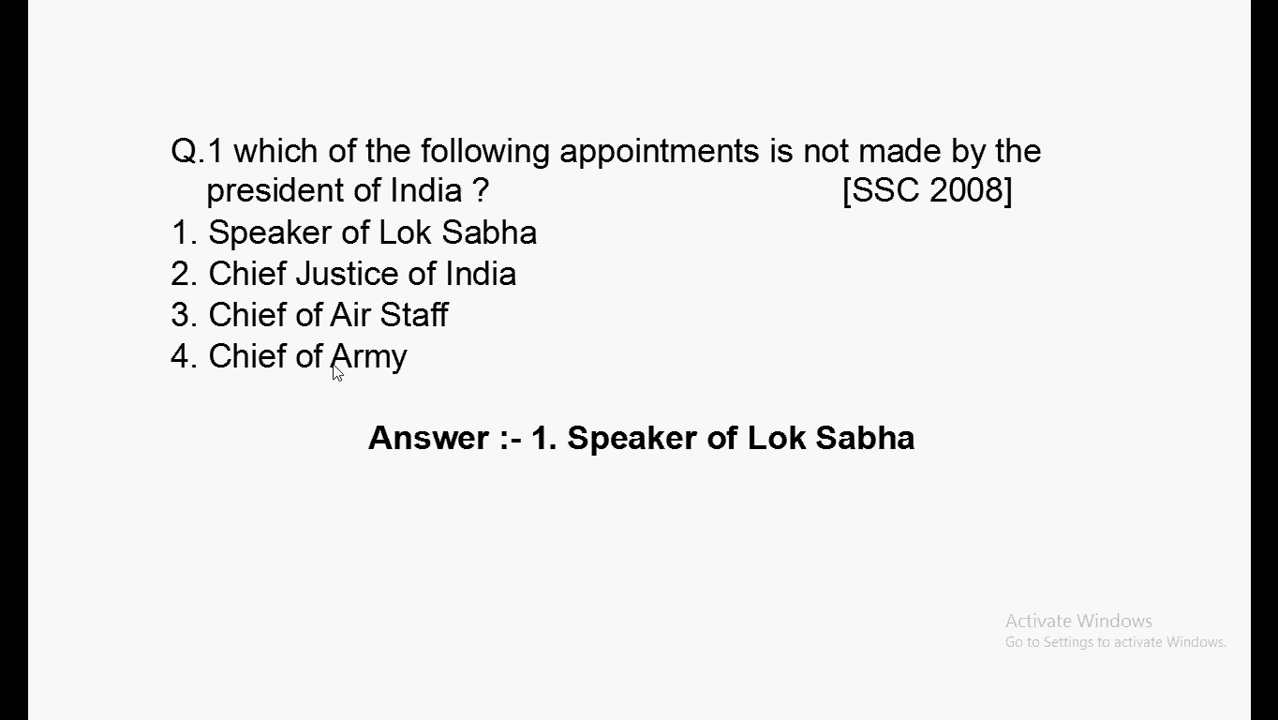 Q.1 which of the following appointments is not made by the
president of India ? [SSC 2008]
1. Speaker of Lok Sabha
2. Chief Justice of India
3. Chief of Air Staff
4. Chief of Army
Answer :- 1. Speaker of Lok Sabha
Activate Windows
Go to Settings to activate Windows.